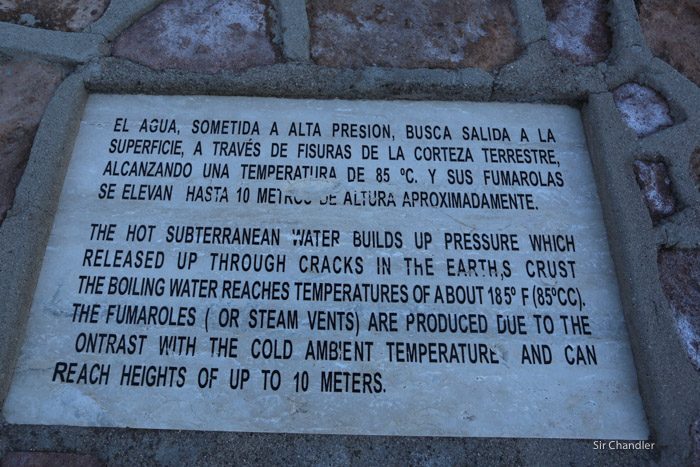 EL AGUA, SOMETIDA A ALTA PRESION, BUSCA SALIDA A LA
SUPERFICIE, A TRAVÉS DE FISURAS DE LA CORTEZA TERRESTRE,
ALCANZANDO UNA TEMPERATURA DE 85 ºC. Y SUS FUMAROLAS
SE ELEVAN HASTA 10 METROS DE ALTURA APROXIMADAMENTE.
THE HOT SUBTERRANEAN WATER BUILDS UP PRESSURE WHICH
RELEASED UP THROUGH CRACKS IN THE EARTH,S CRUST
THE BOILING WATER REACHES TEMPERATURES OF ABOUT 185º F (85ºCC).
THE FUMAROLES ( OR STEAM VENTS) ARE PRODUCED DUE TO THE
ONTRAST WITH THE COLD AMBIENT TEMPERATURE AND CAN
REACH HEIGHTS OF UP TO 10 METERS.
Sir Chandler